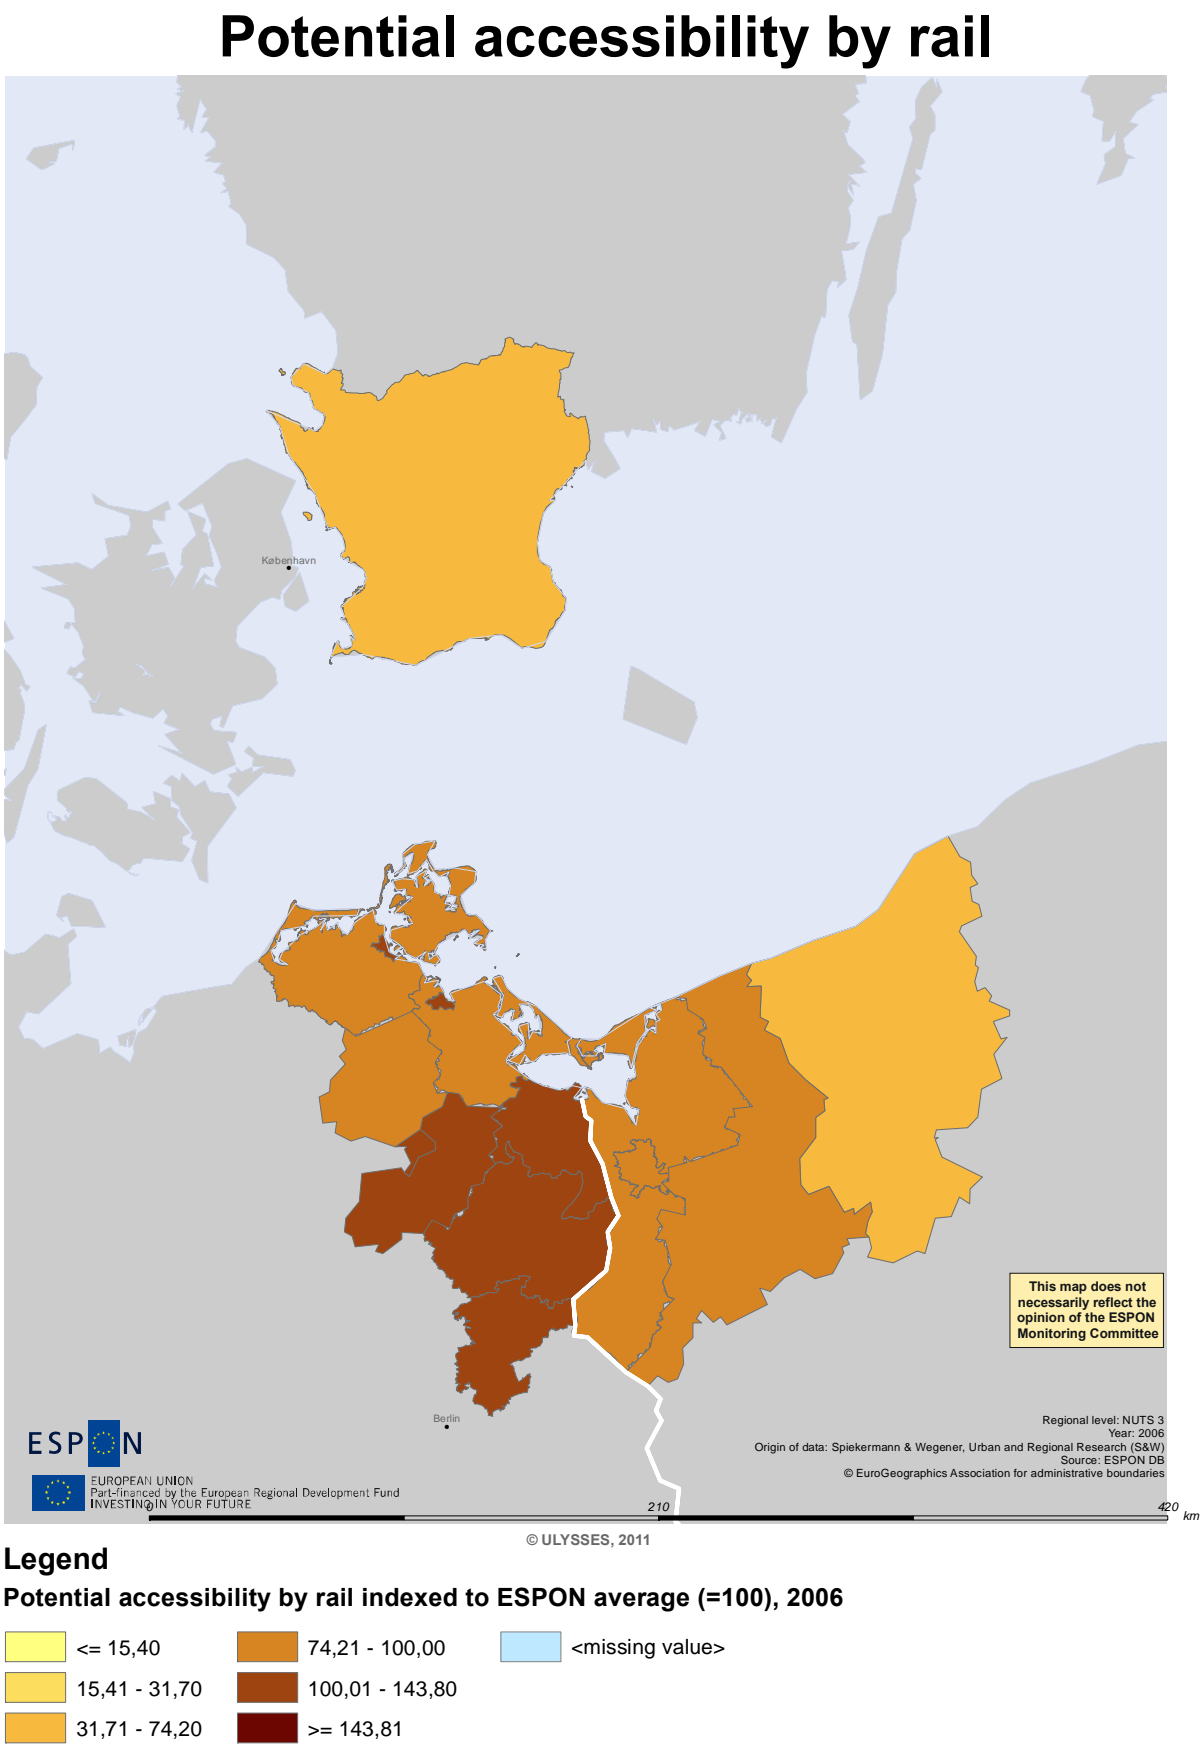 Potential accessibility by rail
København
This map does not
necessarily reflect the
opinion of the ESPON
Monitoring Committee
Berlin
Regional level: NUTS 3
Year: 2006
Origin of data: Spiekermann & Wegener, Urban and Regional Research (S&W)
Source: ESPON DB
© EuroGeographics Association for administrative boundaries
ESPON
EUROPEAN UNION
Part-financed by the European Regional Development Fund
INVESTING IN YOUR FUTURE
0 210 420 km
© ULYSSES, 2011
Legend
Potential accessibility by rail indexed to ESPON average (=100), 2006
<= 15,40
15,41 - 31,70
31,71 - 74,20
74,21 - 100,00
100,01 - 143,80
>= 143,81
<missing value>